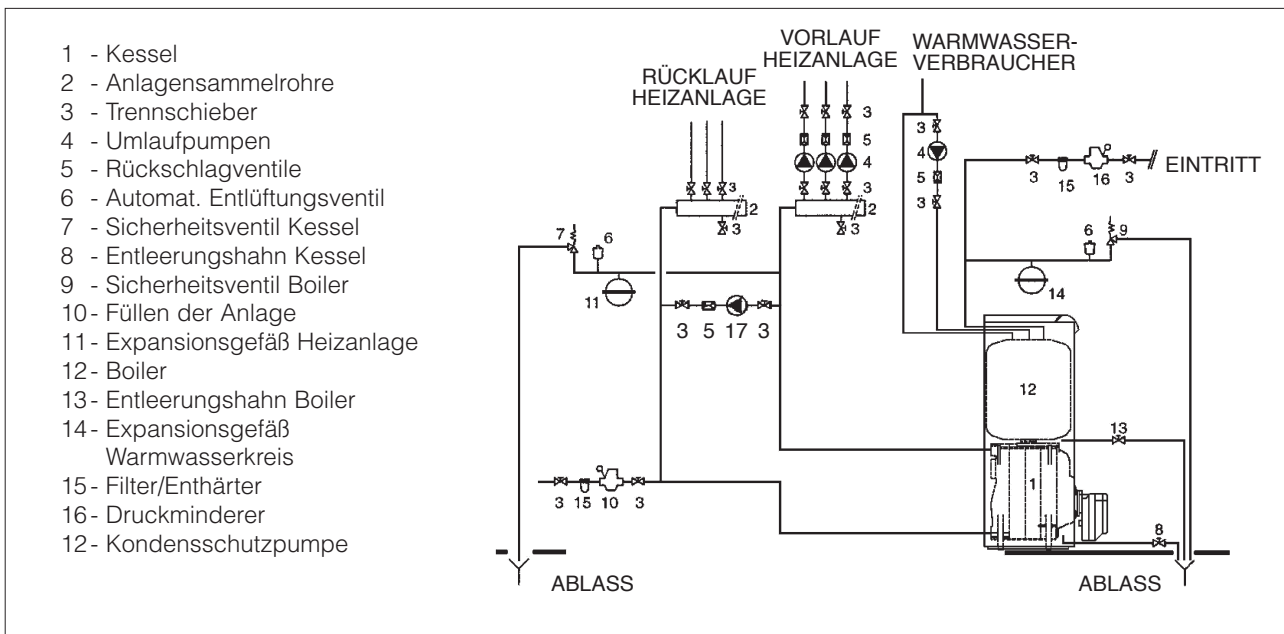 1 - Kessel
2 - Anlagensammelrohre
3 - Trennschieber
4 - Umlaufpumpen
5 - Rückschlagventile
6 - Automat. Entlüftungsventil
7 - Sicherheitsventil Kessel
8 - Entleerungshahn Kessel
9 - Sicherheitsventil Boiler
10 - Füllen der Anlage
11 - Expansionsgefäß Heizanlage
12 - Boiler
13 - Entleerungshahn Boiler
14 - Expansionsgefäß
Warmwasserkreis
15 - Filter/Enthärter
16 - Druckminderer
12 - Kondensschutzpumpe
RÜCKLAUF
HEIZANLAGE
VORLAUF
HEIZANLAGE
WARMWASSER-
VERBRAUCHER
3
5
4
3
2
3
3
2
3
3
4
5
3
3
15
16
3
EINTRITT
7
6
11
6
9
14
3
5
17
3
12
13
1
8
3
15
10
3
ABLASS
ABLASS